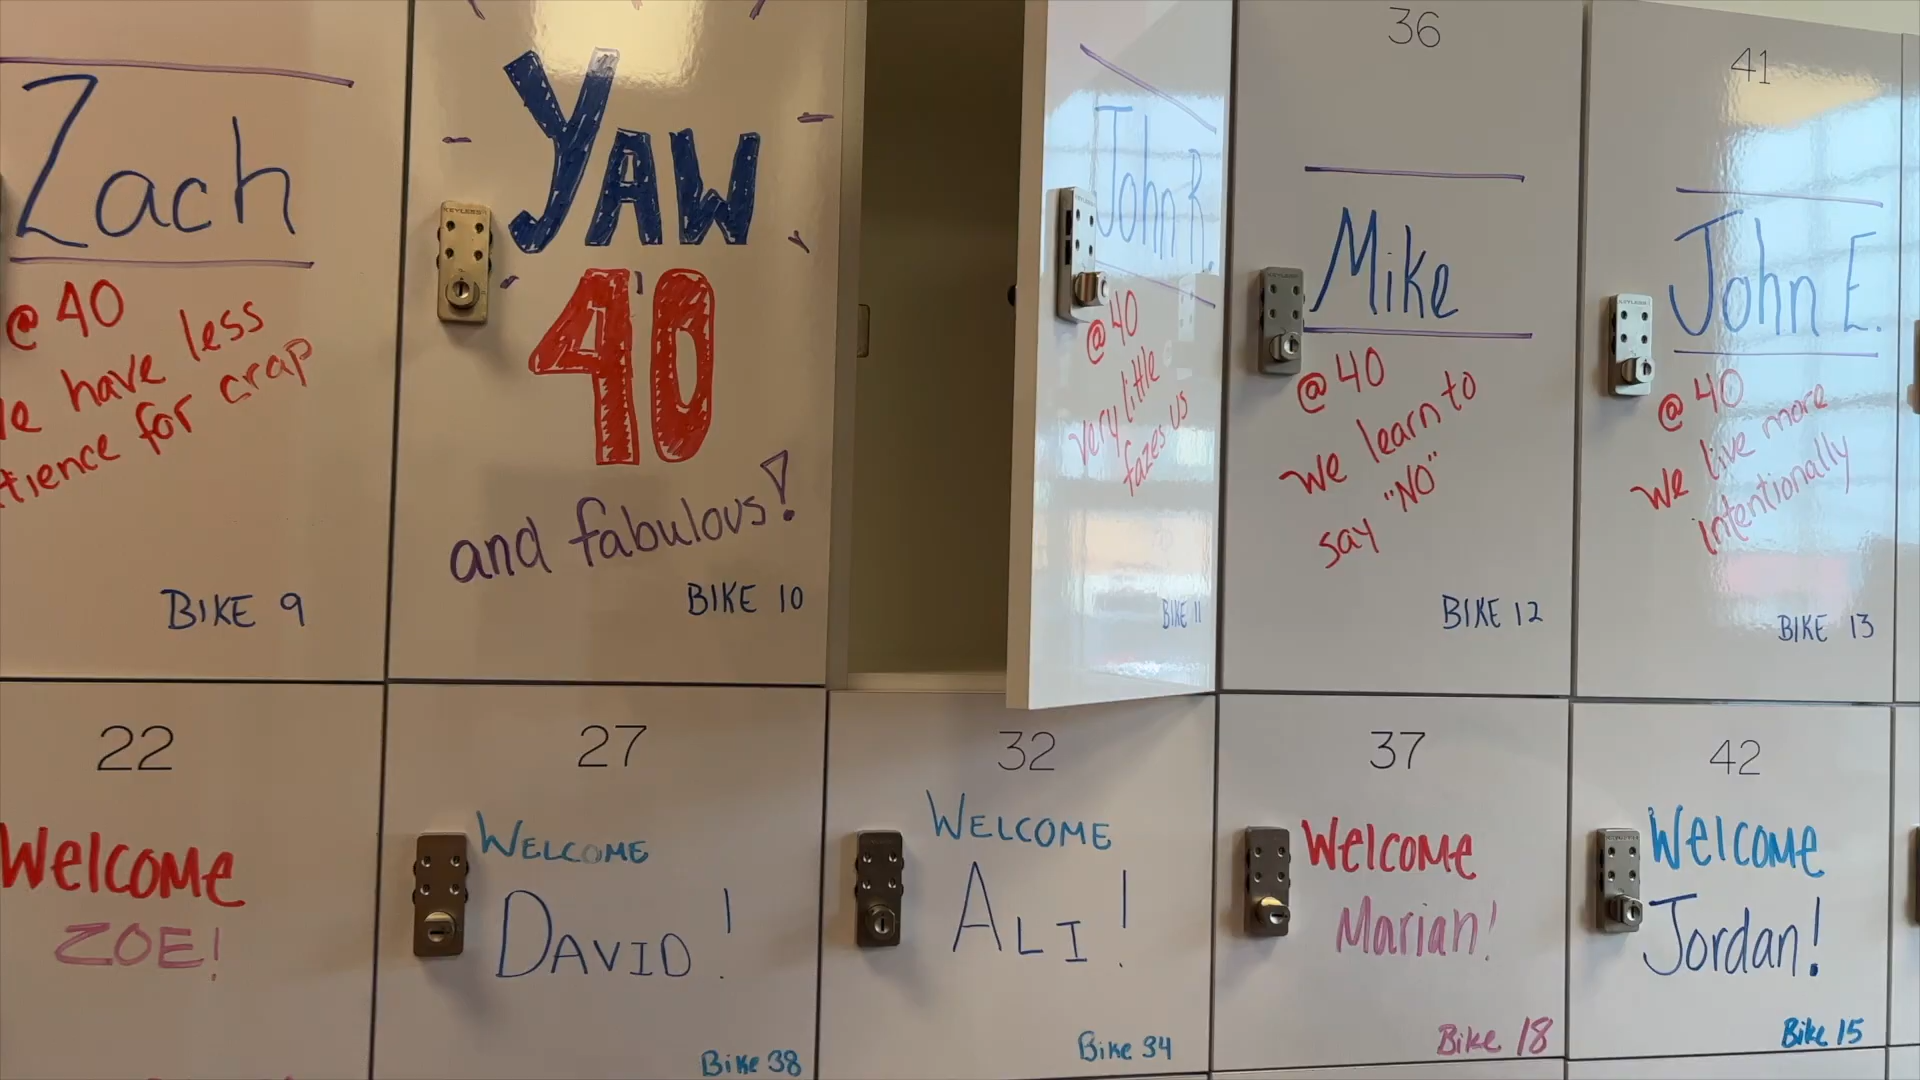 Zach
@ 40
have less
tience for crap
BIKE 9
YAW
40
and fabulous!
BIKE 10
John R.
@ 40
very little
fazes us
BIKE 11
36
Mike
@ 40
we learn to
say "NO"
BIKE 12
41
John E.
@ 40
we live more
intentionally
BIKE 13
22
Welcome
ZOE!
27
WELCOME
DAVID!
Bike 38
32
WELCOME
ALI!
Bike 34
37
Welcome
Marian!
Bike 18
42
Welcome
Jordan!
Bike 15